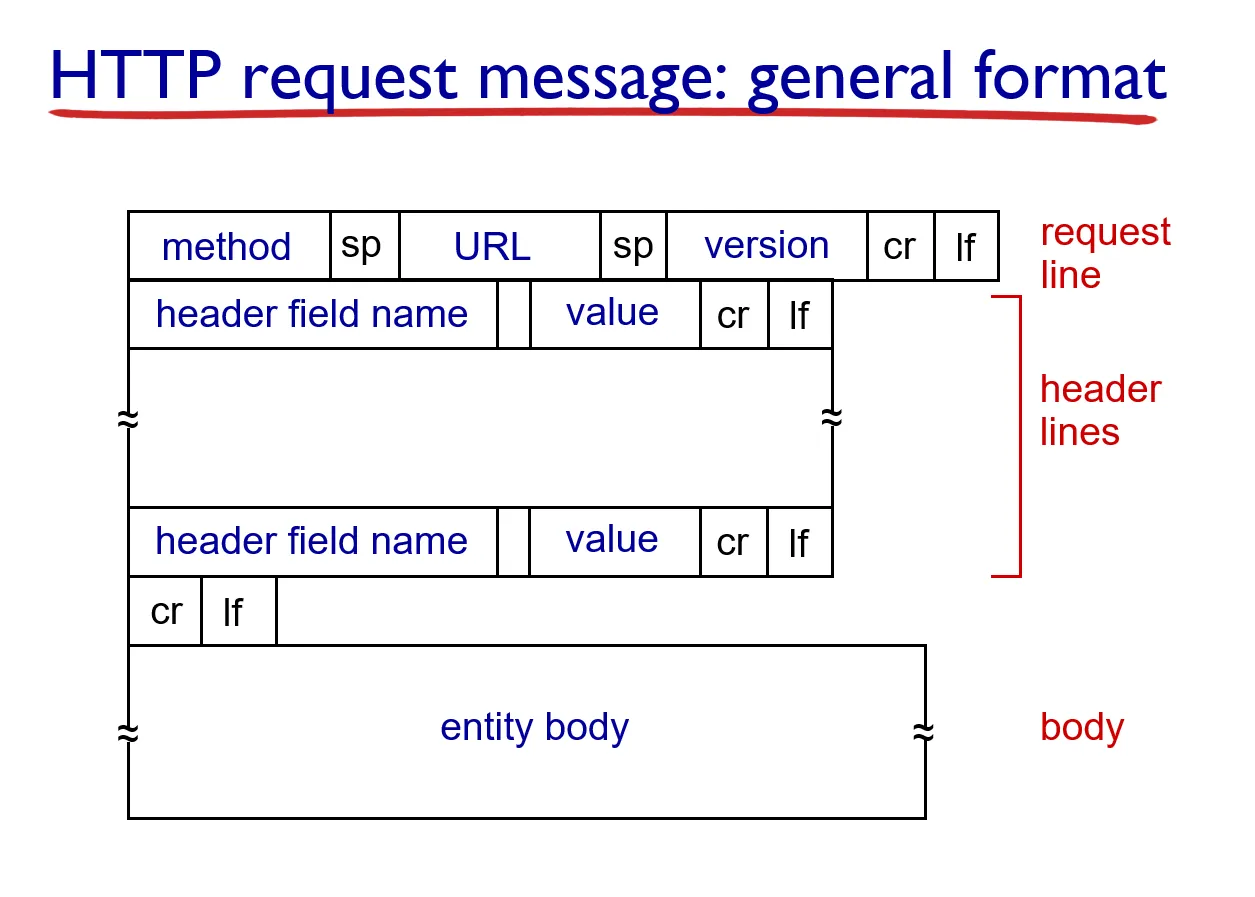 HTTP request message: general format
method sp URL sp version cr lf
request
line
header field name value cr lf
header
lines
header field name value cr lf
cr lf
entity body
body